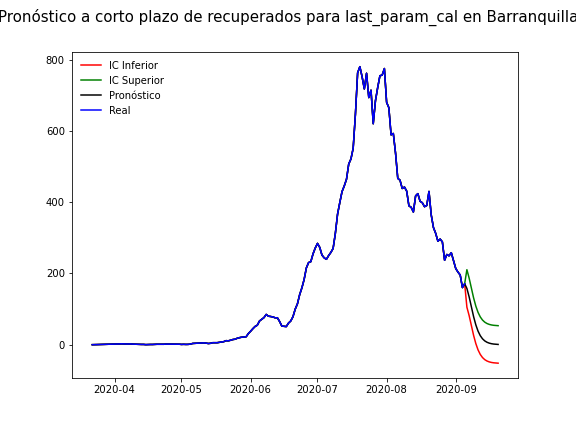 Pronóstico a corto plazo de recuperados para last_param_cal en Barranquilla
IC Inferior
IC Superior
Pronóstico
Real
800
600
400
200
0
2020-04 2020-05 2020-06 2020-07 2020-08 2020-09